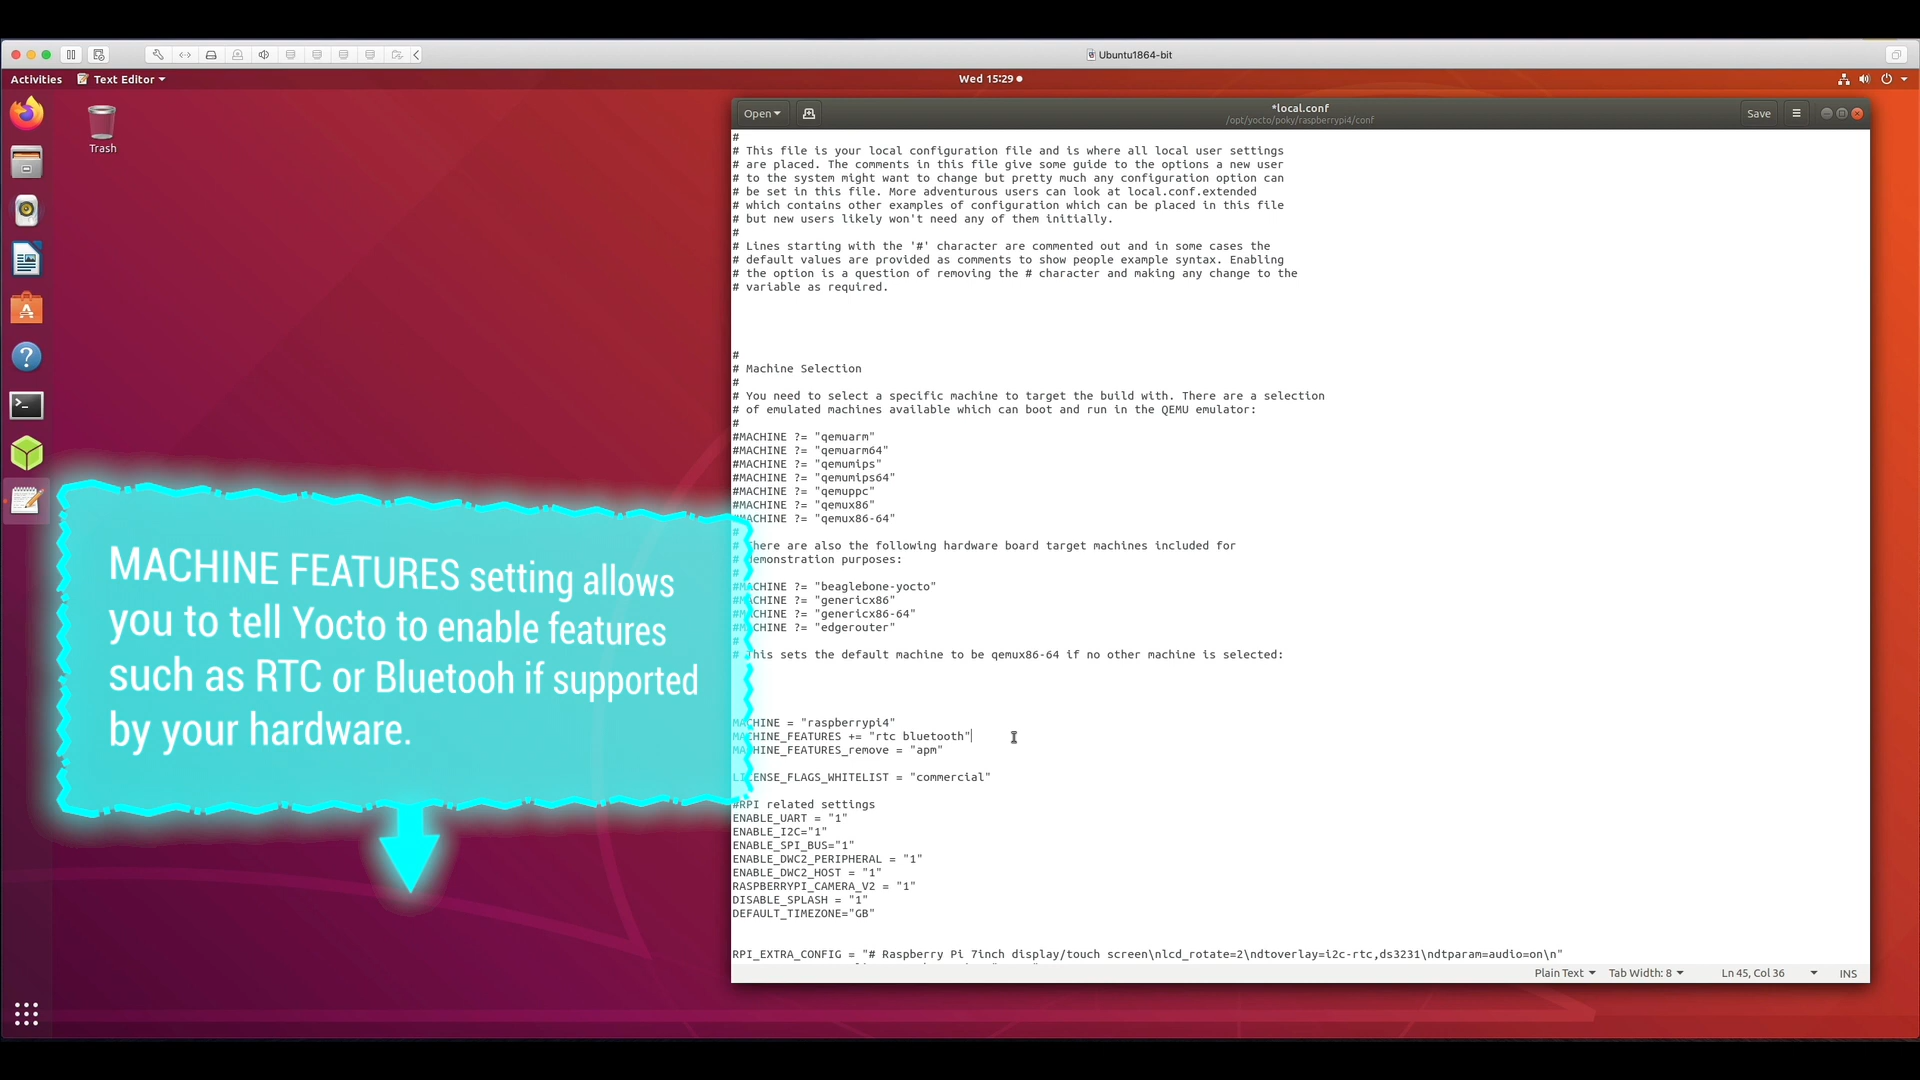 Ubuntu1864-bit
Activities
Text Editor
Wed 15:29
Trash
Open
*local.conf
/opt/yocto/poky/raspberrypi4/conf
Save
#
# This file is your local configuration file and is where all local user settings
# are placed. The comments in this file give some guide to the options a new user
# to the system might want to change but pretty much any configuration option can
# be set in this file. More adventurous users can look at local.conf.extended
# which contains other examples of configuration which can be placed in this file
# but new users likely won't need any of them initially.
#
# Lines starting with the '#' character are commented out and in some cases the
# default values are provided as comments to show people example syntax. Enabling
# the option is a question of removing the # character and making any change to the
# variable as required.
#
# Machine Selection
#
# You need to select a specific machine to target the build with. There are a selection
# of emulated machines available which can boot and run in the QEMU emulator:
#
#MACHINE ?= "qemuarm"
#MACHINE ?= "qemuarm64"
#MACHINE ?= "qemumips"
#MACHINE ?= "qemumips64"
#MACHINE ?= "qemuppc"
#MACHINE ?= "qemux86"
#MACHINE ?= "qemux86-64"
#
# There are also the following hardware board target machines included for
# demonstration purposes:
#
#MACHINE ?= "beaglebone-yocto"
#MACHINE ?= "genericx86"
#MACHINE ?= "genericx86-64"
#MACHINE ?= "edgerouter"
#
# This sets the default machine to be qemux86-64 if no other machine is selected:
MACHINE = "raspberrypi4"
MACHINE_FEATURES += "rtc bluetooth"
MACHINE_FEATURES_remove = "apm"
LICENSE_FLAGS_WHITELIST = "commercial"
#RPI related settings
ENABLE_UART = "1"
ENABLE_I2C="1"
ENABLE_SPI_BUS="1"
ENABLE_DWC2_PERIPHERAL = "1"
ENABLE_DWC2_HOST = "1"
RASPBERRYPI_CAMERA_V2 = "1"
DISABLE_SPLASH = "1"
DEFAULT_TIMEZONE="GB"
RPI_EXTRA_CONFIG = "# Raspberry Pi 7inch display/touch screen\nlcd_rotate=2\ndtoverlay=i2c-rtc,ds3231\ndtparam=audio=on\n"
Plain Text
Tab Width: 8
Ln 45, Col 36
INS
MACHINE FEATURES setting allows
you to tell Yocto to enable features
such as RTC or Bluetooh if supported
by your hardware.